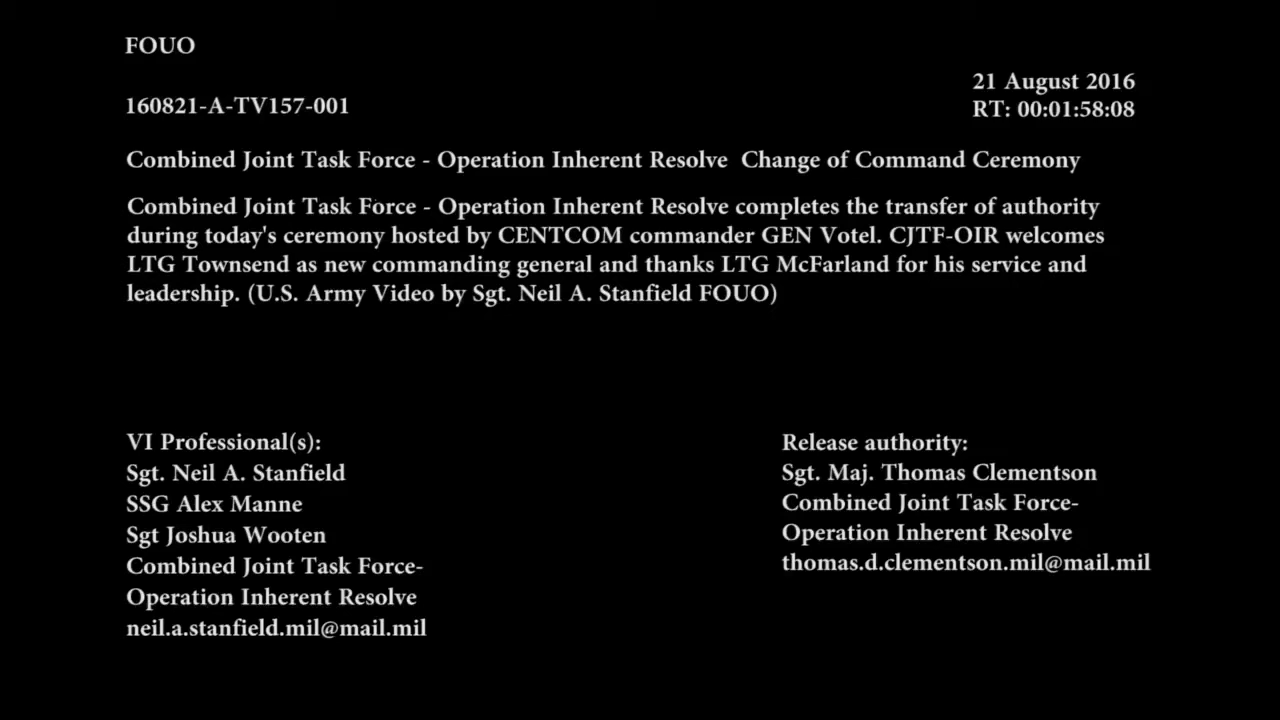 FOUO
21 August 2016
160821-A-TV157-001
RT: 00:01:58:08
Combined Joint Task Force - Operation Inherent Resolve  Change of Command Ceremony
Combined Joint Task Force - Operation Inherent Resolve completes the transfer of authority
during today's ceremony hosted by CENTCOM commander GEN Votel. CJTF-OIR welcomes
LTG Townsend as new commanding general and thanks LTG McFarland for his service and
leadership. (U.S. Army Video by Sgt. Neil A. Stanfield FOUO)
VI Professional(s):
Sgt. Neil A. Stanfield
SSG Alex Manne
Sgt Joshua Wooten
Combined Joint Task Force-
Operation Inherent Resolve
neil.a.stanfield.mil@mail.mil
Release authority:
Sgt. Maj. Thomas Clementson
Combined Joint Task Force-
Operation Inherent Resolve
thomas.d.clementson.mil@mail.mil